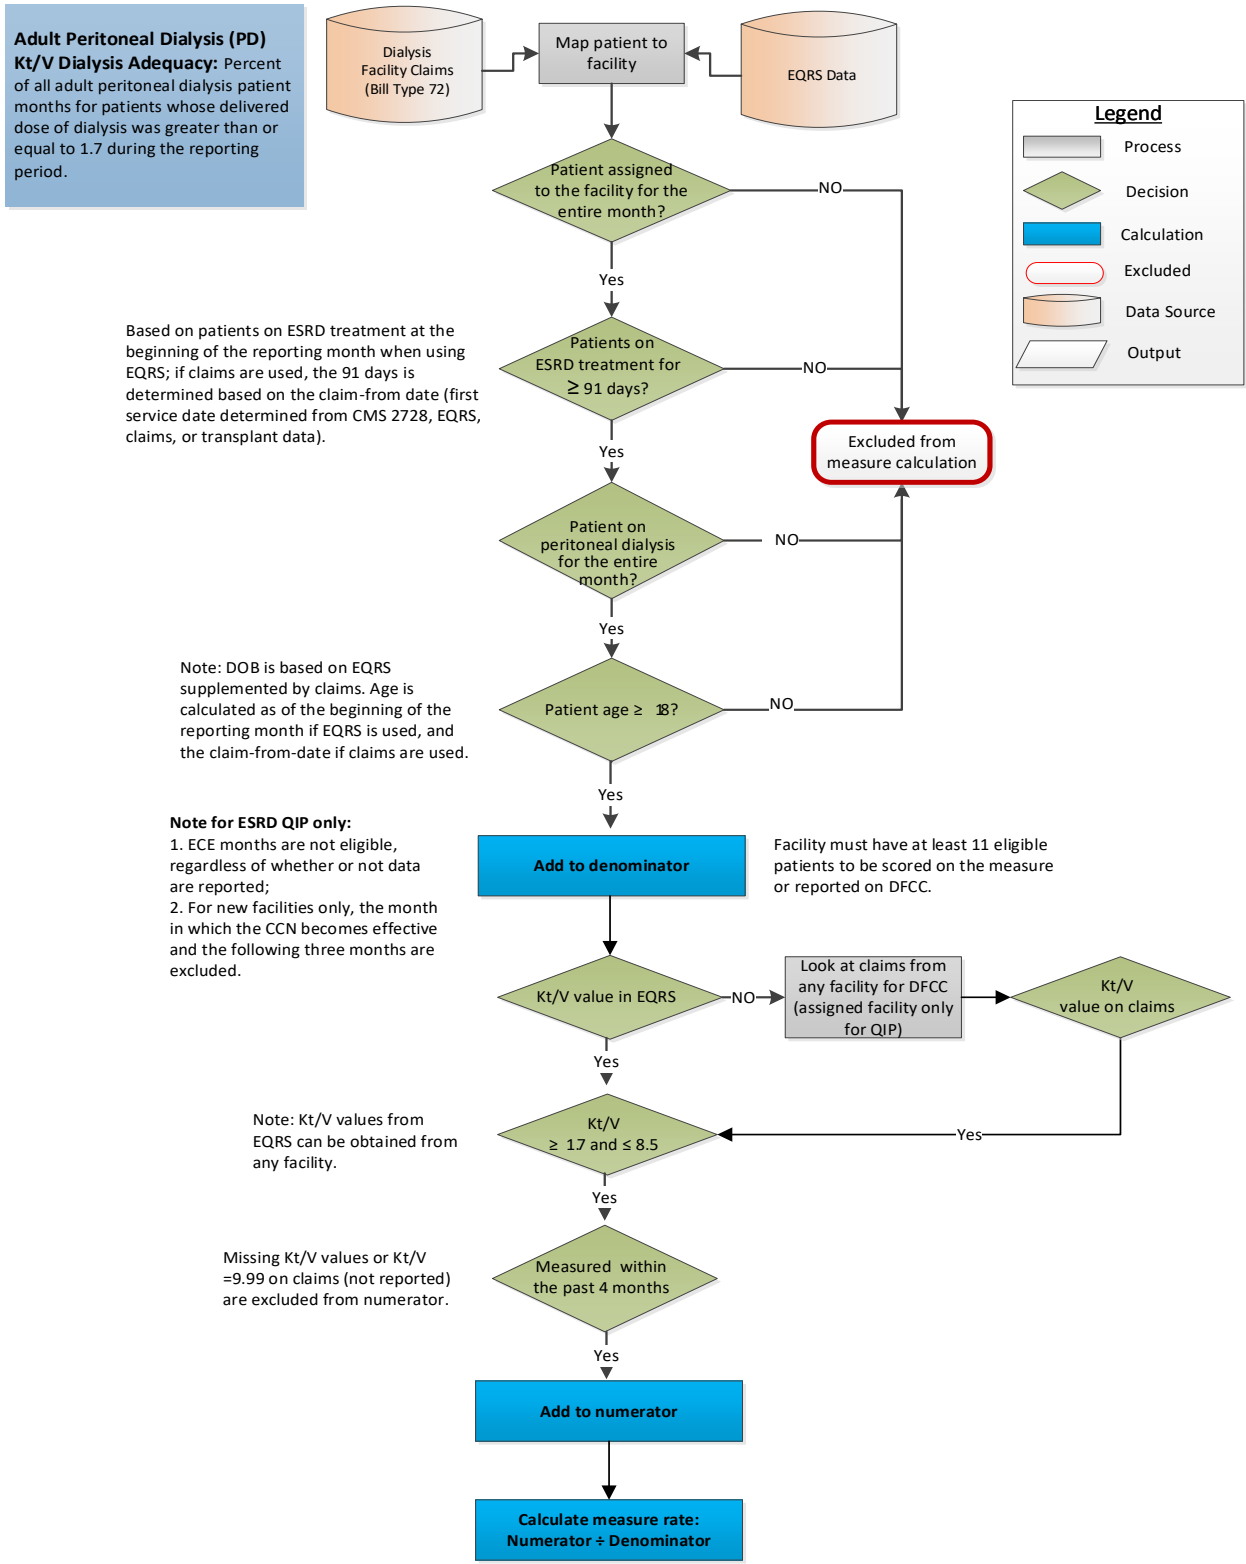 Adult Peritoneal Dialysis (PD)
Kt/V Dialysis Adequacy: Percent
of all adult peritoneal dialysis patient
months for patients whose delivered
dose of dialysis was greater than or
equal to 1.7 during the reporting
period.
Dialysis
Facility Claims
(Bill Type 72)
Map patient to
facility
EQRS Data
Legend
Process
Decision
Calculation
Excluded
Data Source
Output
Patient assigned
to the facility for the
entire month?
NO
Yes
Based on patients on ESRD treatment at the
beginning of the reporting month when using
EQRS; if claims are used, the 91 days is
determined based on the claim-from date (first
service date determined from CMS 2728, EQRS,
claims, or transplant data).
Patients on
ESRD treatment for
≥ 91 days?
NO
Excluded from
measure calculation
Yes
Patient on
peritoneal dialysis
for the entire
month?
NO
Yes
Note: DOB is based on EQRS
supplemented by claims. Age is
calculated as of the beginning of the
reporting month if EQRS is used, and
the claim-from-date if claims are used.
Patient age ≥ 18?
NO
Yes
Note for ESRD QIP only:
1. ECE months are not eligible,
regardless of whether or not data
are reported;
2. For new facilities only, the month
in which the CCN becomes effective
and the following three months are
excluded.
Add to denominator
Facility must have at least 11 eligible
patients to be scored on the measure
or reported on DFCC.
Kt/V value in EQRS
NO
Look at claims from
any facility for DFCC
(assigned facility only
for QIP)
Kt/V
value on claims
Yes
Note: Kt/V values from
EQRS can be obtained from
any facility.
Kt/V
≥ 1.7 and ≤ 8.5
Yes
Yes
Missing Kt/V values or Kt/V
=9.99 on claims (not reported)
are excluded from numerator.
Measured within
the past 4 months
Yes
Add to numerator
Calculate measure rate:
Numerator ÷ Denominator